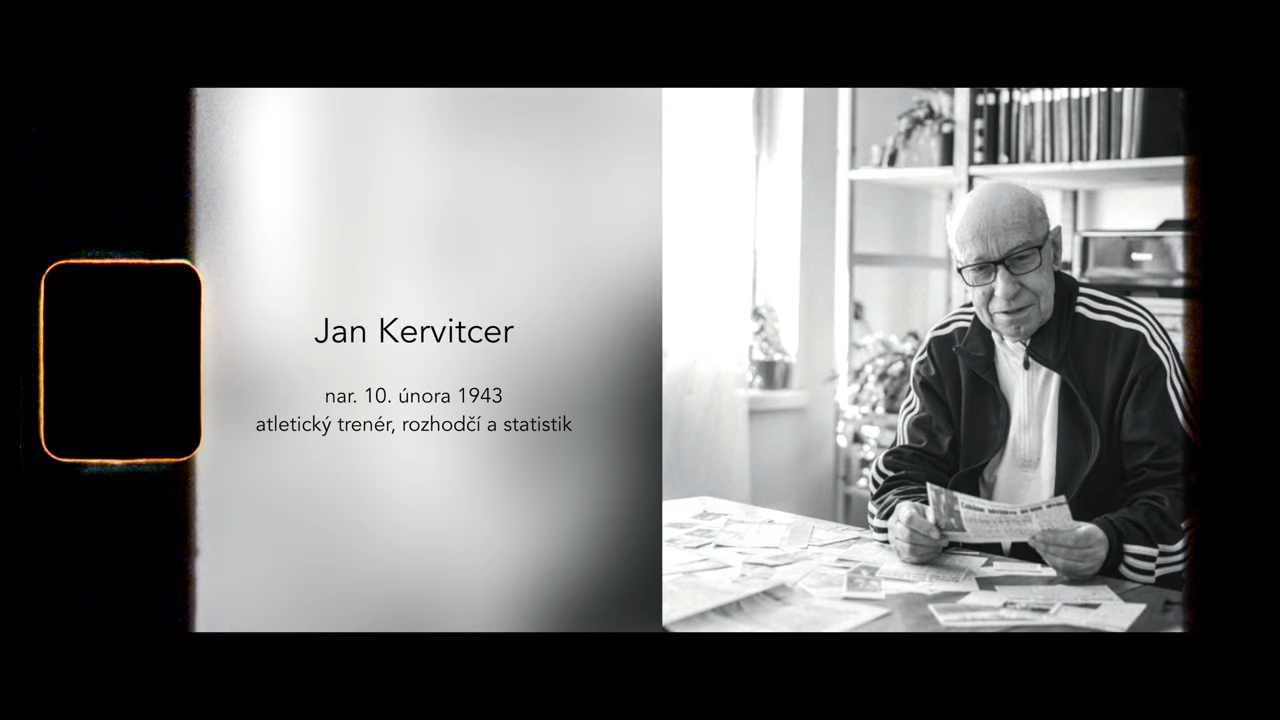 Jan Kervitcer
nar. 10. února 1943
atletický trenér, rozhodčí a statistik